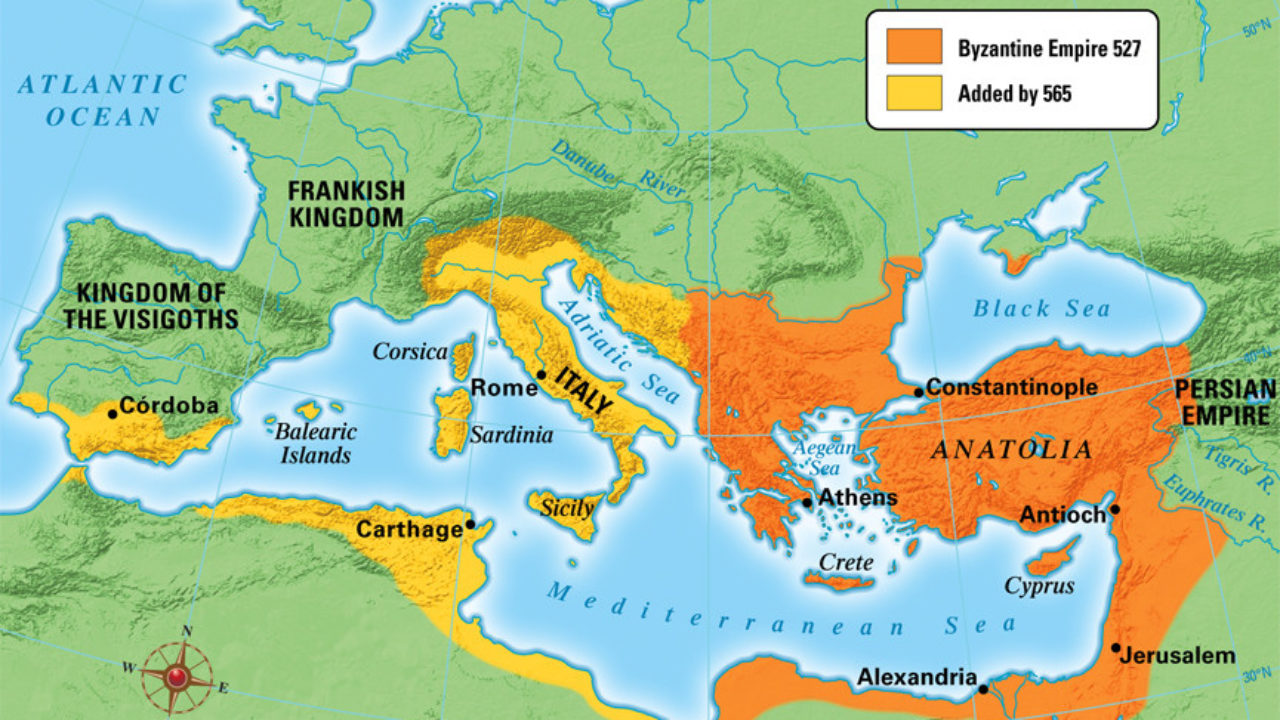 Byzantine Empire 527
Added by 565
50°N
ATLANTIC
OCEAN
Danube River
FRANKISH
KINGDOM
KINGDOM OF
THE VISIGOTHS
Black Sea
Adriatic Sea
Corsica
40°N
Rome
ITALY
Constantinople
PERSIAN
EMPIRE
Córdoba
Balearic
Islands
Sardinia
Aegean
Sea
ANATOLIA
Tigris R.
Euphrates R.
Athens
Sicily
Carthage
Antioch
Crete
Cyprus
Mediterranean Sea
N
W
E
Jerusalem
Alexandria
30°N